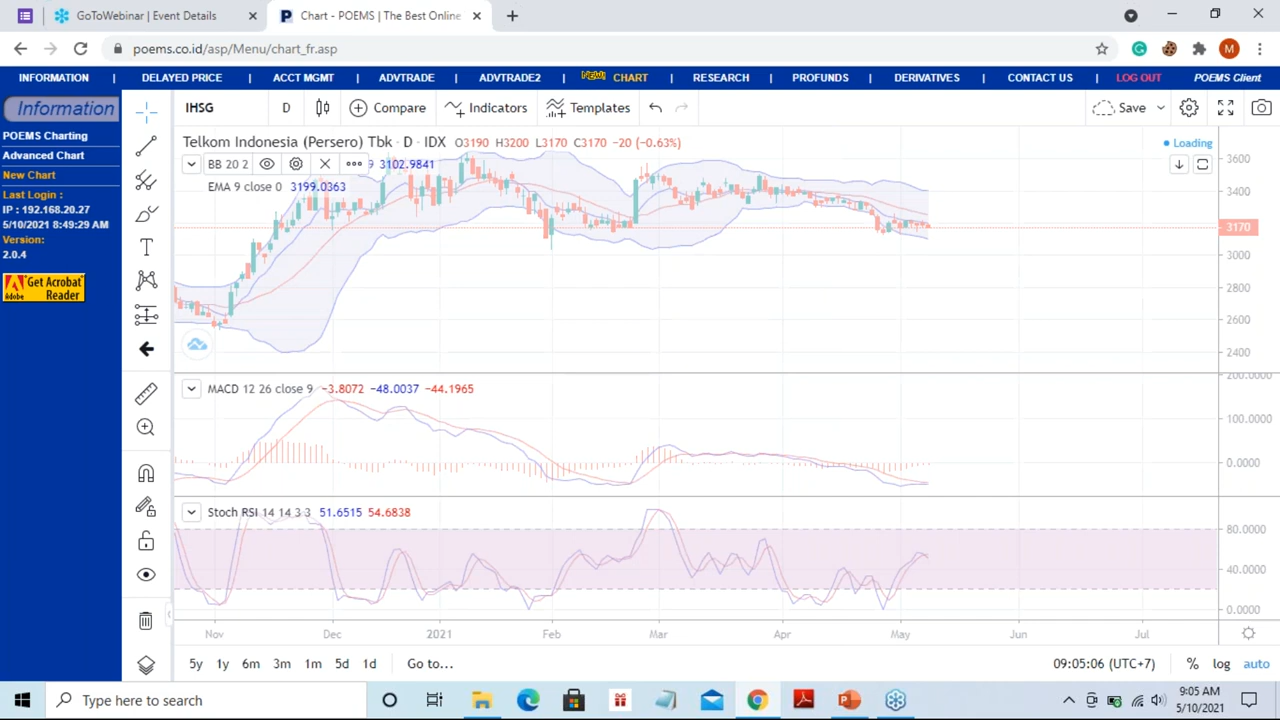 GoToWebinar | Event Details
Chart - POEMS | The Best Online
poems.co.id/asp/Menu/chart_fr.asp
M
INFORMATION | DELAYED PRICE | ACCT MGMT | ADVTRADE | ADVTRADE2 | NEW! CHART | RESEARCH | PROFUNDS | DERIVATIVES | CONTACT US | LOG OUT POEMS Client
Information
POEMS Charting
Advanced Chart
New Chart
Last Login :
IP : 192.168.20.27
5/10/2021 8:49:29 AM
Version:
2.0.4
Get Acrobat
Reader
Adobe
IHSG D Compare Indicators Templates Save
Telkom Indonesia (Persero) Tbk · D · IDX O3190 H3200 L3170 C3170 −20 (−0.63%)
Loading
BB 20 2 9 3102.9841
EMA 9 close 0 3199.0363
3600
3400
3170
3000
2800
2600
2400
MACD 12 26 close 9 −3.8072 −48.0037 −44.1965
200.0000
100.0000
0.0000
Stoch RSI 14 14 3 3 51.6515 54.6838
80.0000
40.0000
0.0000
Nov Dec 2021 Feb Mar Apr May Jun Jul
5y 1y 6m 3m 1m 5d 1d Go to... 09:05:06 (UTC+7) % log auto
Type here to search
9:05 AM
5/10/2021